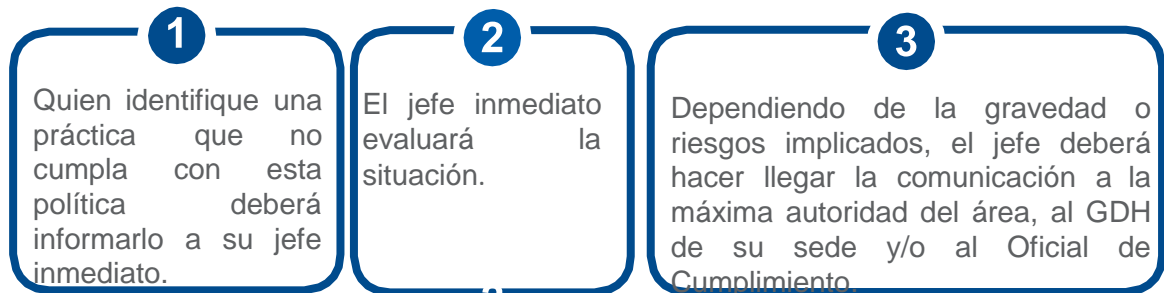 1
Quien identifique una
práctica que no
cumpla con esta
política deberá
informarlo a su jefe
inmediato.
2
El jefe inmediato
evaluará la
situación.
3
Dependiendo de la gravedad o
riesgos implicados, el jefe deberá
hacer llegar la comunicación a la
máxima autoridad del área, al GDH
de su sede y/o al Oficial de
Cumplimiento.